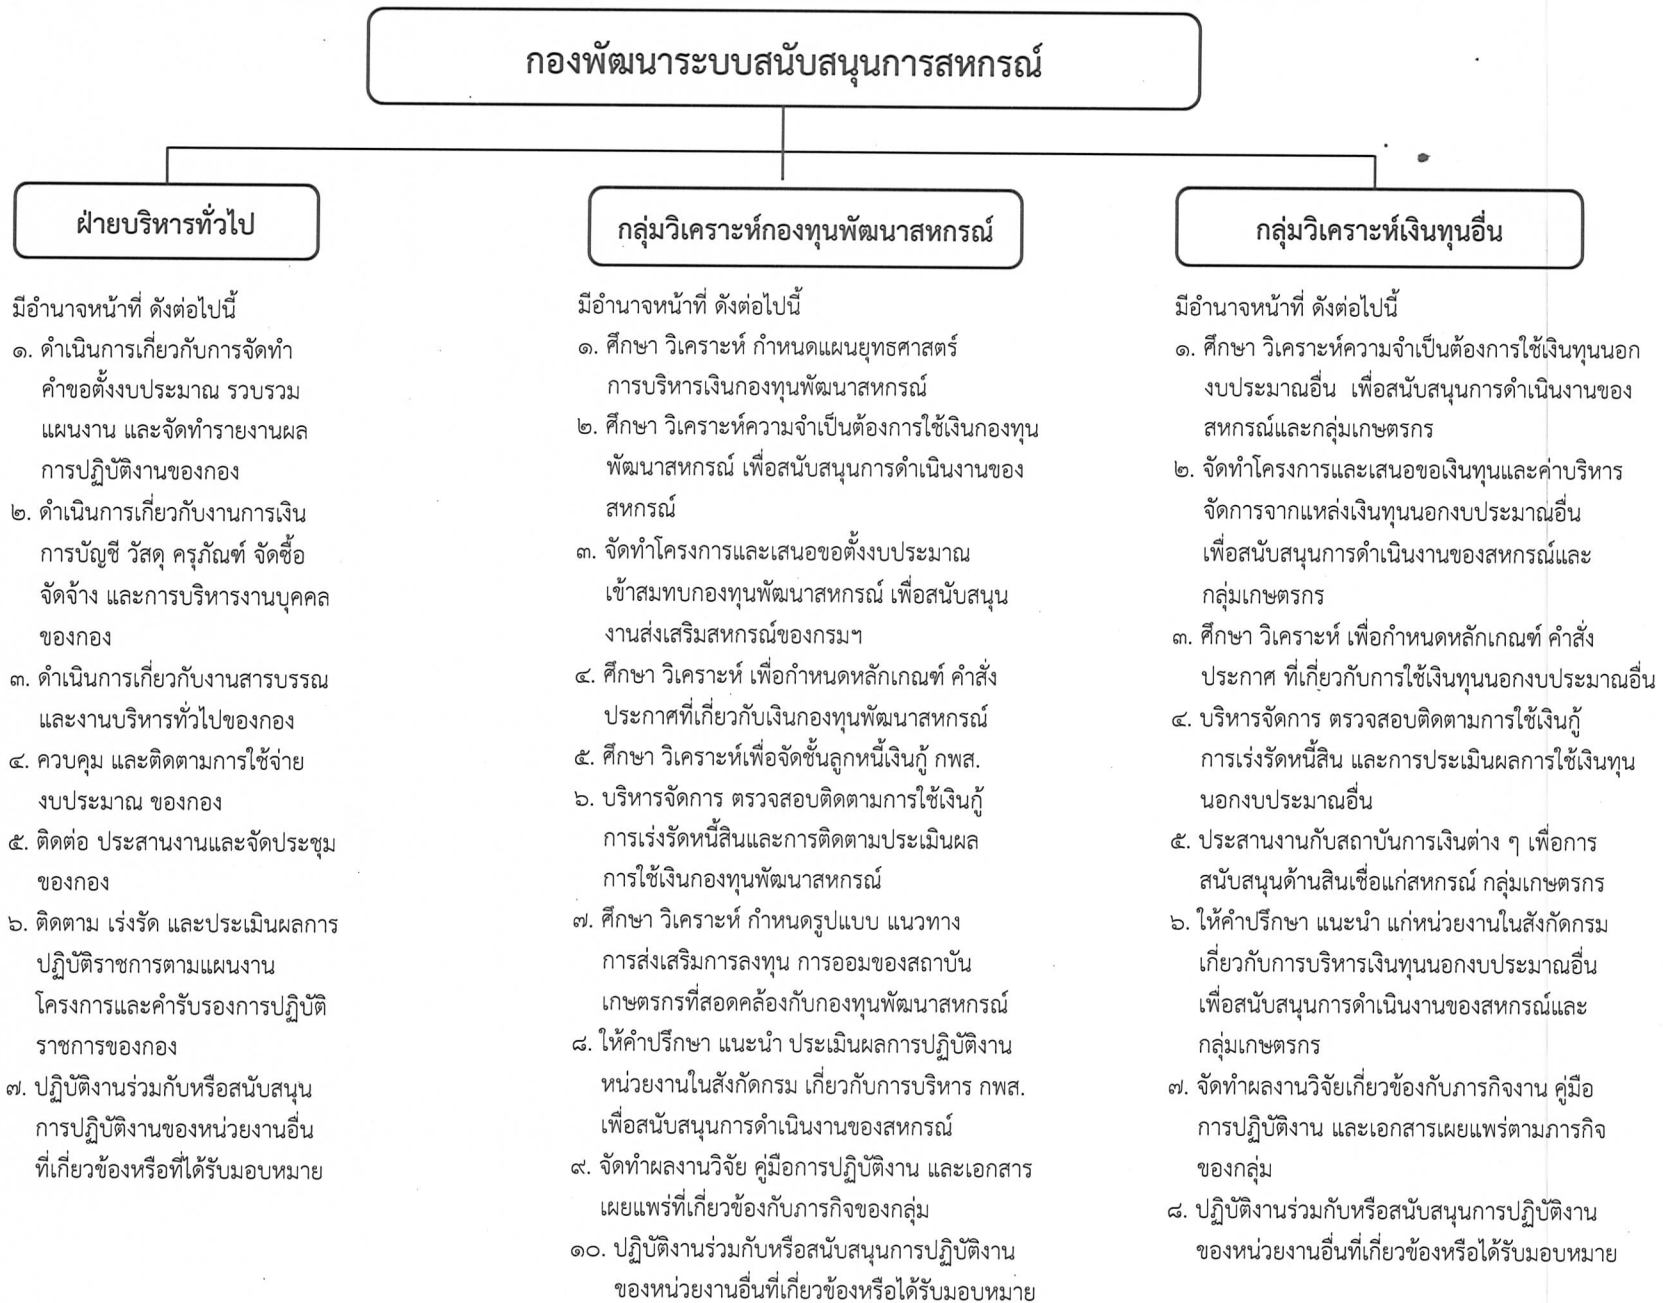 กองพัฒนาระบบสนับสนุนการสหกรณ์
ฝ่ายบริหารทั่วไป
มีอำนาจหน้าที่ ดังต่อไปนี้
๑. ดำเนินการเกี่ยวกับการจัดทำ
คำขอตั้งงบประมาณ รวบรวม
แผนงาน และจัดทำรายงานผล
การปฏิบัติงานของกอง
๒. ดำเนินการเกี่ยวกับงานการเงิน
การบัญชี วัสดุ ครุภัณฑ์ จัดซื้อ
จัดจ้าง และการบริหารงานบุคคล
ของกอง
๓. ดำเนินการเกี่ยวกับงานสารบรรณ
และงานบริหารทั่วไปของกอง
๔. ควบคุม และติดตามการใช้จ่าย
งบประมาณ ของกอง
๕. ติดต่อ ประสานงานและจัดประชุม
ของกอง
๖. ติดตาม เร่งรัด และประเมินผลการ
ปฏิบัติราชการตามแผนงาน
โครงการและคำรับรองการปฏิบัติ
ราชการของกอง
๗. ปฏิบัติงานร่วมกับหรือสนับสนุน
การปฏิบัติงานของหน่วยงานอื่น
ที่เกี่ยวข้องหรือที่ได้รับมอบหมาย
กลุ่มวิเคราะห์กองทุนพัฒนาสหกรณ์
มีอำนาจหน้าที่ ดังต่อไปนี้
๑. ศึกษา วิเคราะห์ กำหนดแผนยุทธศาสตร์
การบริหารเงินกองทุนพัฒนาสหกรณ์
๒. ศึกษา วิเคราะห์ความจำเป็นต้องการใช้เงินกองทุน
พัฒนาสหกรณ์ เพื่อสนับสนุนการดำเนินงานของ
สหกรณ์
๓. จัดทำโครงการและเสนอขอตั้งงบประมาณ
เข้าสมทบกองทุนพัฒนาสหกรณ์ เพื่อสนับสนุน
งานส่งเสริมสหกรณ์ของกรมฯ
๔. ศึกษา วิเคราะห์ เพื่อกำหนดหลักเกณฑ์ คำสั่ง
ประกาศที่เกี่ยวกับเงินกองทุนพัฒนาสหกรณ์
๕. ศึกษา วิเคราะห์เพื่อจัดชั้นลูกหนี้เงินกู้ กพส.
๖. บริหารจัดการ ตรวจสอบติดตามการใช้เงินกู้
การเร่งรัดหนี้สินและการติดตามประเมินผล
การใช้เงินกองทุนพัฒนาสหกรณ์
๗. ศึกษา วิเคราะห์ กำหนดรูปแบบ แนวทาง
การส่งเสริมการลงทุน การออมของสถาบัน
เกษตรกรที่สอดคล้องกับกองทุนพัฒนาสหกรณ์
๘. ให้คำปรึกษา แนะนำ ประเมินผลการปฏิบัติงาน
หน่วยงานในสังกัดกรม เกี่ยวกับการบริหาร กพส.
เพื่อสนับสนุนการดำเนินงานของสหกรณ์
๙. จัดทำผลงานวิจัย คู่มือการปฏิบัติงาน และเอกสาร
เผยแพร่ที่เกี่ยวข้องกับภารกิจของกลุ่ม
๑๐. ปฏิบัติงานร่วมกับหรือสนับสนุนการปฏิบัติงาน
ของหน่วยงานอื่นที่เกี่ยวข้องหรือได้รับมอบหมาย
กลุ่มวิเคราะห์เงินทุนอื่น
มีอำนาจหน้าที่ ดังต่อไปนี้
๑. ศึกษา วิเคราะห์ความจำเป็นต้องการใช้เงินทุนนอก
งบประมาณอื่น เพื่อสนับสนุนการดำเนินงานของ
สหกรณ์และกลุ่มเกษตรกร
๒. จัดทำโครงการและเสนอขอเงินทุนและค่าบริหาร
จัดการจากแหล่งเงินทุนนอกงบประมาณอื่น
เพื่อสนับสนุนการดำเนินงานของสหกรณ์และ
กลุ่มเกษตรกร
๓. ศึกษา วิเคราะห์ เพื่อกำหนดหลักเกณฑ์ คำสั่ง
ประกาศ ที่เกี่ยวกับการใช้เงินทุนนอกงบประมาณอื่น
๔. บริหารจัดการ ตรวจสอบติดตามการใช้เงินกู้
การเร่งรัดหนี้สิน และการประเมินผลการใช้เงินทุน
นอกงบประมาณอื่น
๕. ประสานงานกับสถาบันการเงินต่าง ๆ เพื่อการ
สนับสนุนด้านสินเชื่อแก่สหกรณ์ กลุ่มเกษตรกร
๖. ให้คำปรึกษา แนะนำ แก่หน่วยงานในสังกัดกรม
เกี่ยวกับการบริหารเงินทุนนอกงบประมาณอื่น
เพื่อสนับสนุนการดำเนินงานของสหกรณ์และ
กลุ่มเกษตรกร
๗. จัดทำผลงานวิจัยเกี่ยวข้องกับภารกิจงาน คู่มือ
การปฏิบัติงาน และเอกสารเผยแพร่ตามภารกิจ
ของกลุ่ม
๘. ปฏิบัติงานร่วมกับหรือสนับสนุนการปฏิบัติงาน
ของหน่วยงานอื่นที่เกี่ยวข้องหรือได้รับมอบหมาย